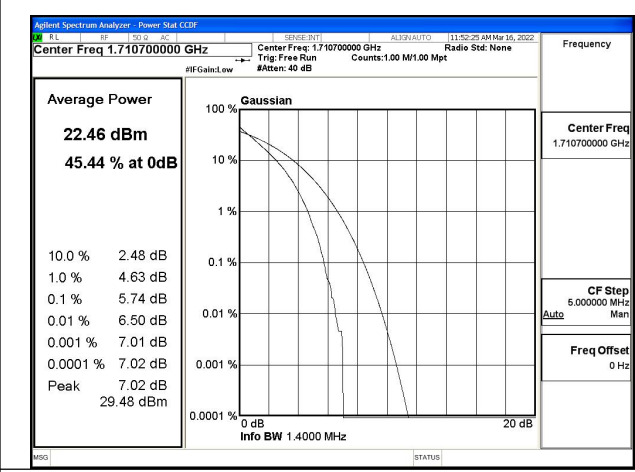 Agilent Spectrum Analyzer - Power Stat CCDF
LXI RL RF 50 Ω AC SENSE:INT ALIGN AUTO 11:52:25 AM Mar 16, 2022
Center Freq 1.710700000 GHz
Center Freq: 1.710700000 GHz Radio Std: None
Trig: Free Run Counts:1.00 M/1.00 Mpt
#IFGain:Low #Atten: 40 dB
Frequency
Average Power
22.46 dBm
45.44 % at 0dB
10.0 % 2.48 dB
1.0 % 4.63 dB
0.1 % 5.74 dB
0.01 % 6.50 dB
0.001 % 7.01 dB
0.0001 % 7.02 dB
Peak 7.02 dB
29.48 dBm
Gaussian
100 %
10 %
1 %
0.1 %
0.01 %
0.001 %
0.0001 %
0 dB 20 dB
Info BW 1.4000 MHz
Center Freq
1.710700000 GHz
CF Step
5.000000 MHz
Auto Man
Freq Offset
0 Hz
MSG STATUS